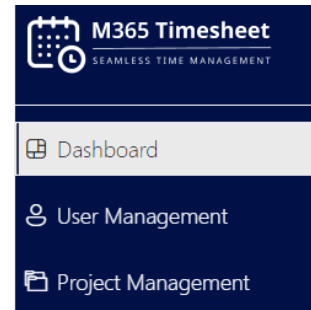 M365 Timesheet
SEAMLESS TIME MANAGEMENT
Dashboard
User Management
Project Management